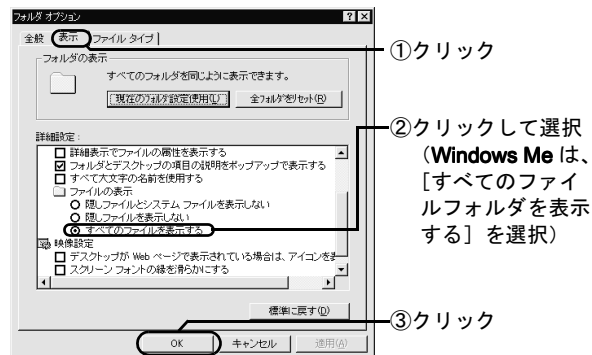 フォルダ オプション
全般 表示 ファイル タイプ
フォルダの表示
すべてのフォルダを同じように表示できます。
現在のフォルダ設定使用(L) 全フォルダをリセット(R)
詳細設定:
詳細表示でファイルの属性を表示する
フォルダとデスクトップの項目の説明をポップアップで表示する
すべて大文字の名前を使用する
ファイルの表示
隠しファイルとシステム ファイルを表示しない
隠しファイルを表示しない
すべてのファイルを表示する
映像設定
デスクトップが Web ページで表示されている場合は、アイコンを
スクリーン フォントの縁を滑らかにする
標準に戻す(D)
OK キャンセル 適用(A)
①クリック
②クリックして選択
(Windows Me は、
[すべてのファイ
ルフォルダを表示
する] を選択)
③クリック